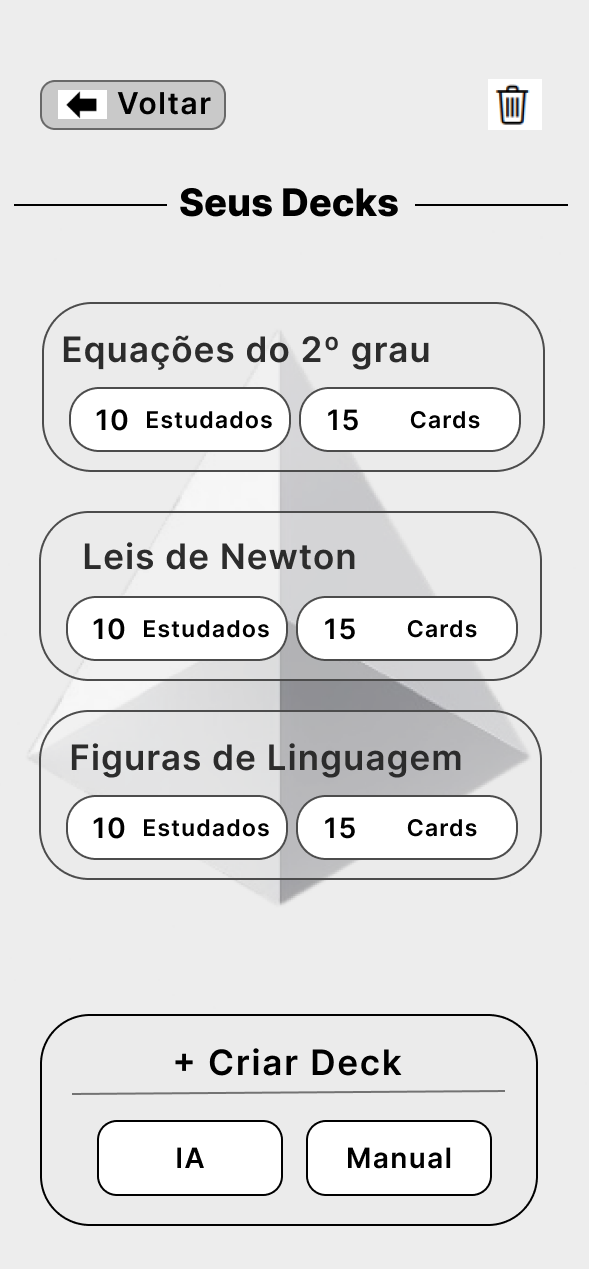 Voltar
Seus Decks
Equações do 2º grau
10 Estudados 15 Cards
Leis de Newton
10 Estudados 15 Cards
Figuras de Linguagem
10 Estudados 15 Cards
+ Criar Deck
IA Manual